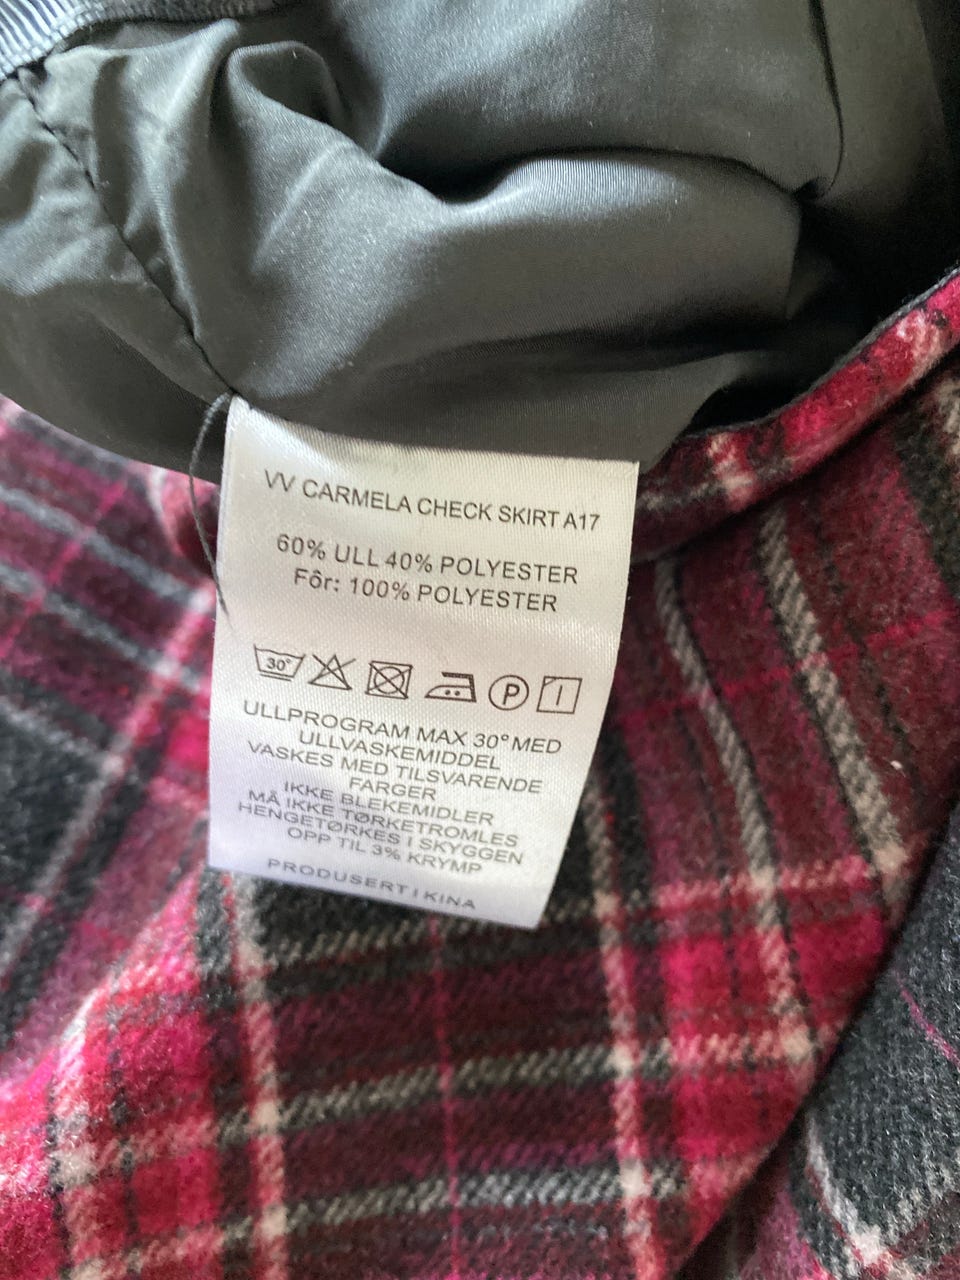 VV CARMELA CHECK SKIRT A17
60% ULL 40% POLYESTER
Fôr: 100% POLYESTER
30° P
ULLPROGRAM MAX 30° MED
ULLVASKEMIDDEL
VASKES MED TILSVARENDE
FARGER
IKKE BLEKEMIDLER
MÅ IKKE TØRKETROMLES
HENGETØRKES I SKYGGEN
OPP TIL 3% KRYMP
PRODUSERT I KINA